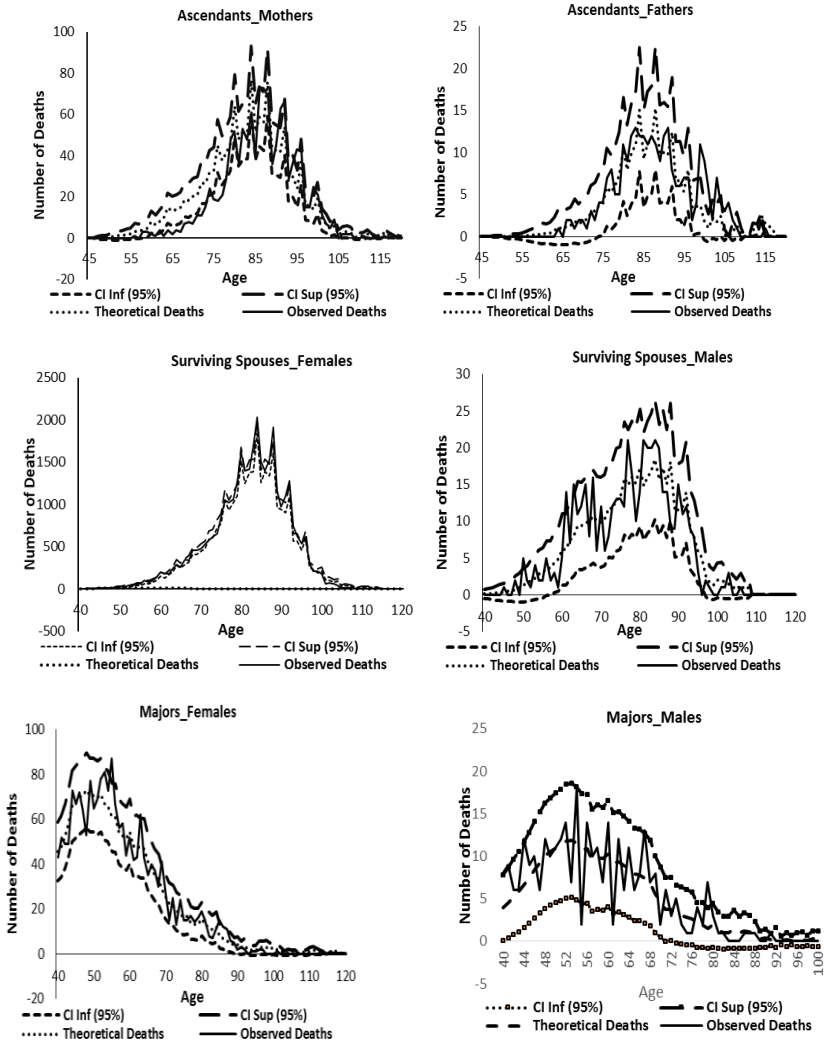 Ascendants_Mothers
Number of Deaths
100
80
60
40
20
0
-20
45 55 65 75 85 95 105 115
Age
CI Inf (95%) CI Sup (95%)
Theoretical Deaths Observed Deaths
Ascendants_Fathers
Number of Deaths
25
20
15
10
5
0
-5
45 55 65 75 85 95 105 115
Age
CI Inf (95%) CI Sup (95%)
Theoretical Deaths Observed Deaths
Surviving Spouses_Females
Number of Deaths
2500
2000
1500
1000
500
0
-500
40 50 60 70 80 90 100 110 120
Age
CI Inf (95%) CI Sup (95%)
Theoretical Deaths Observed Deaths
Surviving Spouses_Males
Number of Deaths
30
25
20
15
10
5
0
-5
40 50 60 70 80 90 100 110 120
Age
CI Inf (95%) CI Sup (95%)
Theoretical Deaths Observed Deaths
Majors_Females
Number of Deaths
100
80
60
40
20
0
-20
40 50 60 70 80 90 100 110 120
Age
CI Inf (95%) CI Sup (95%)
Theoretical Deaths Observed Deaths
Majors_Males
Number of Deaths
25
20
15
10
5
0
-5
40 44 48 52 56 60 64 68 72 76 80 84 88 92 96 100
Age
CI Inf (95%) CI Sup (95%)
Theoretical Deaths Observed Deaths